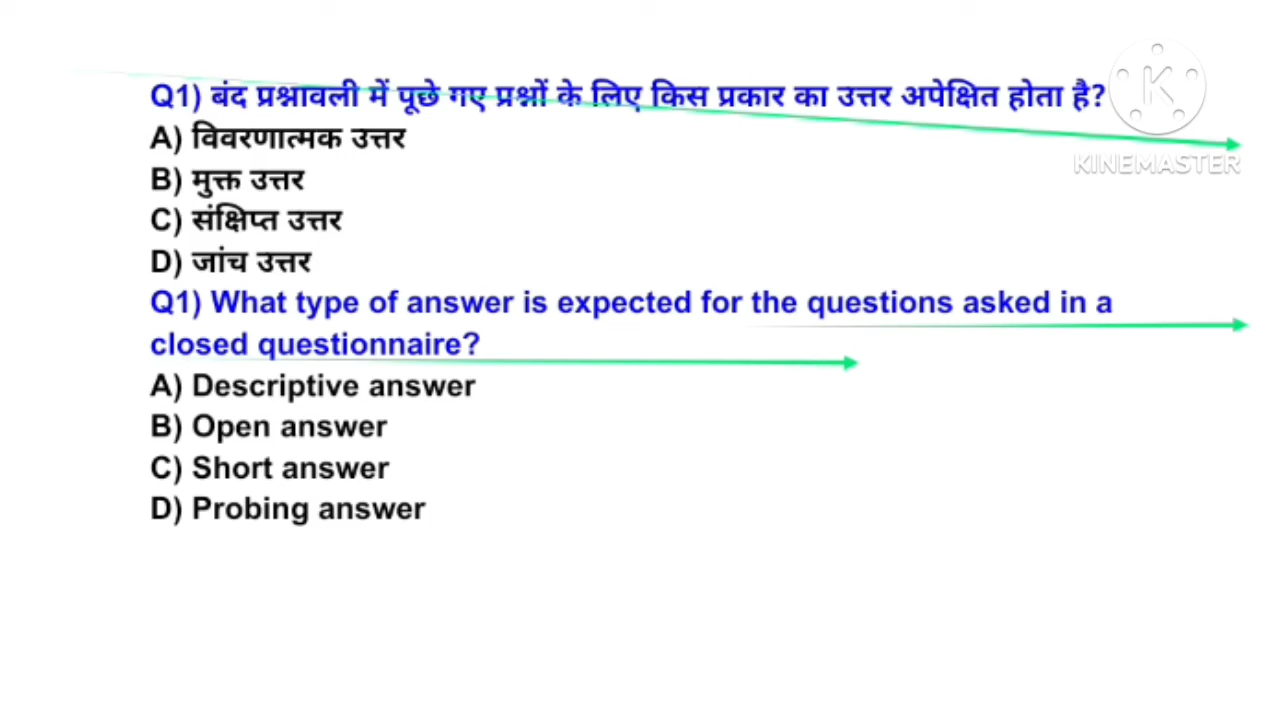 Q1) बंद प्रश्नावली में पूछे गए प्रश्नों के लिए किस प्रकार का उत्तर अपेक्षित होता है?
A) विवरणात्मक उत्तर
B) मुक्त उत्तर
C) संक्षिप्त उत्तर
D) जांच उत्तर
Q1) What type of answer is expected for the questions asked in a
closed questionnaire?
A) Descriptive answer
B) Open answer
C) Short answer
D) Probing answer
K
KINEMASTER